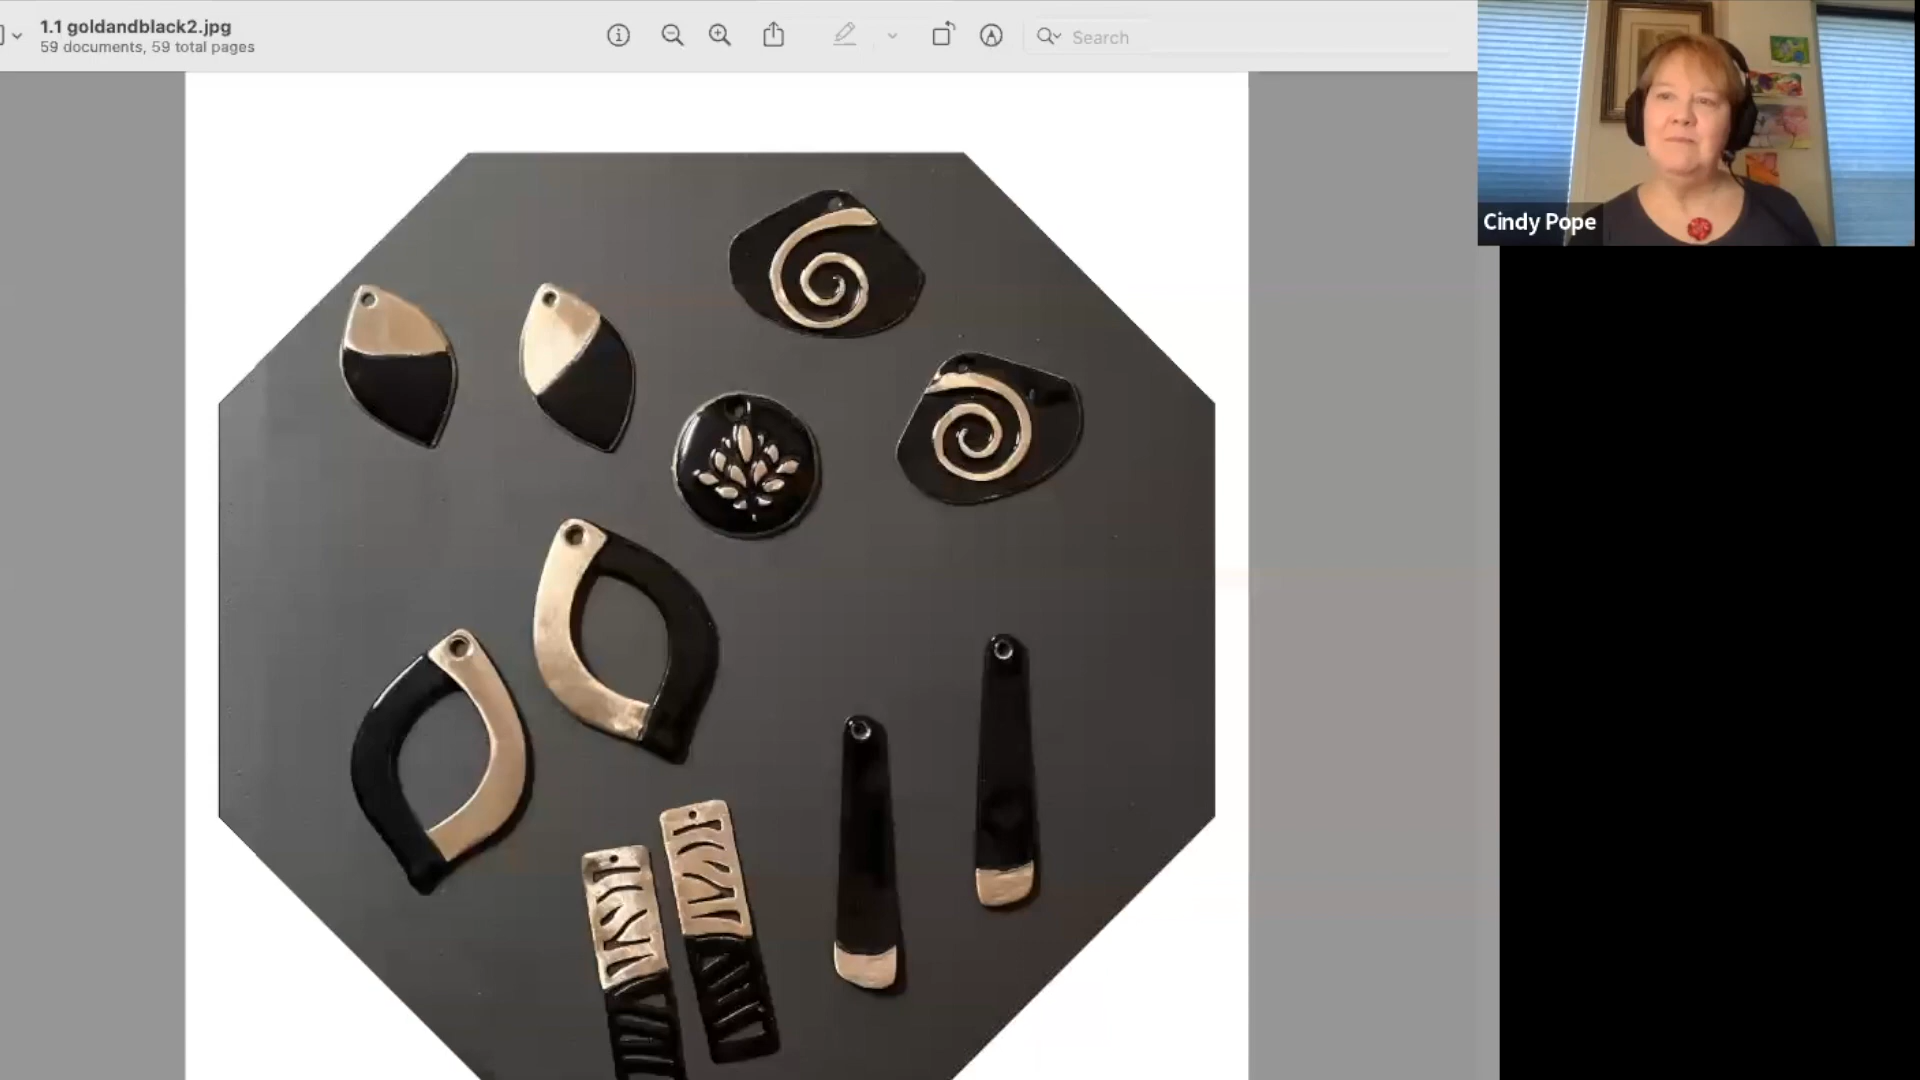 1.1 goldandblack2.jpg
59 documents, 59 total pages
Search
Cindy Pope